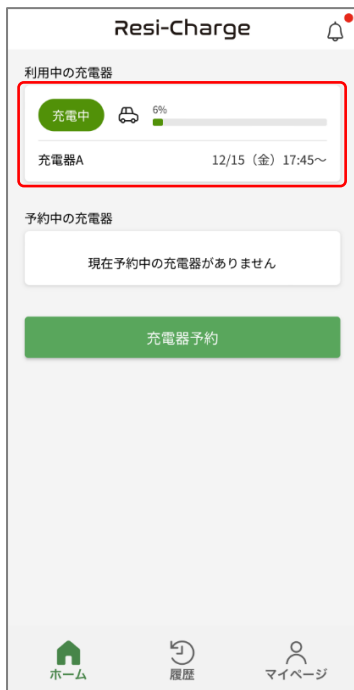 Resi-Charge
利用中の充電器
充電中 6%
充電器A 12/15（金）17:45～
予約中の充電器
現在予約中の充電器がありません
充電器予約
ホーム 履歴 マイページ